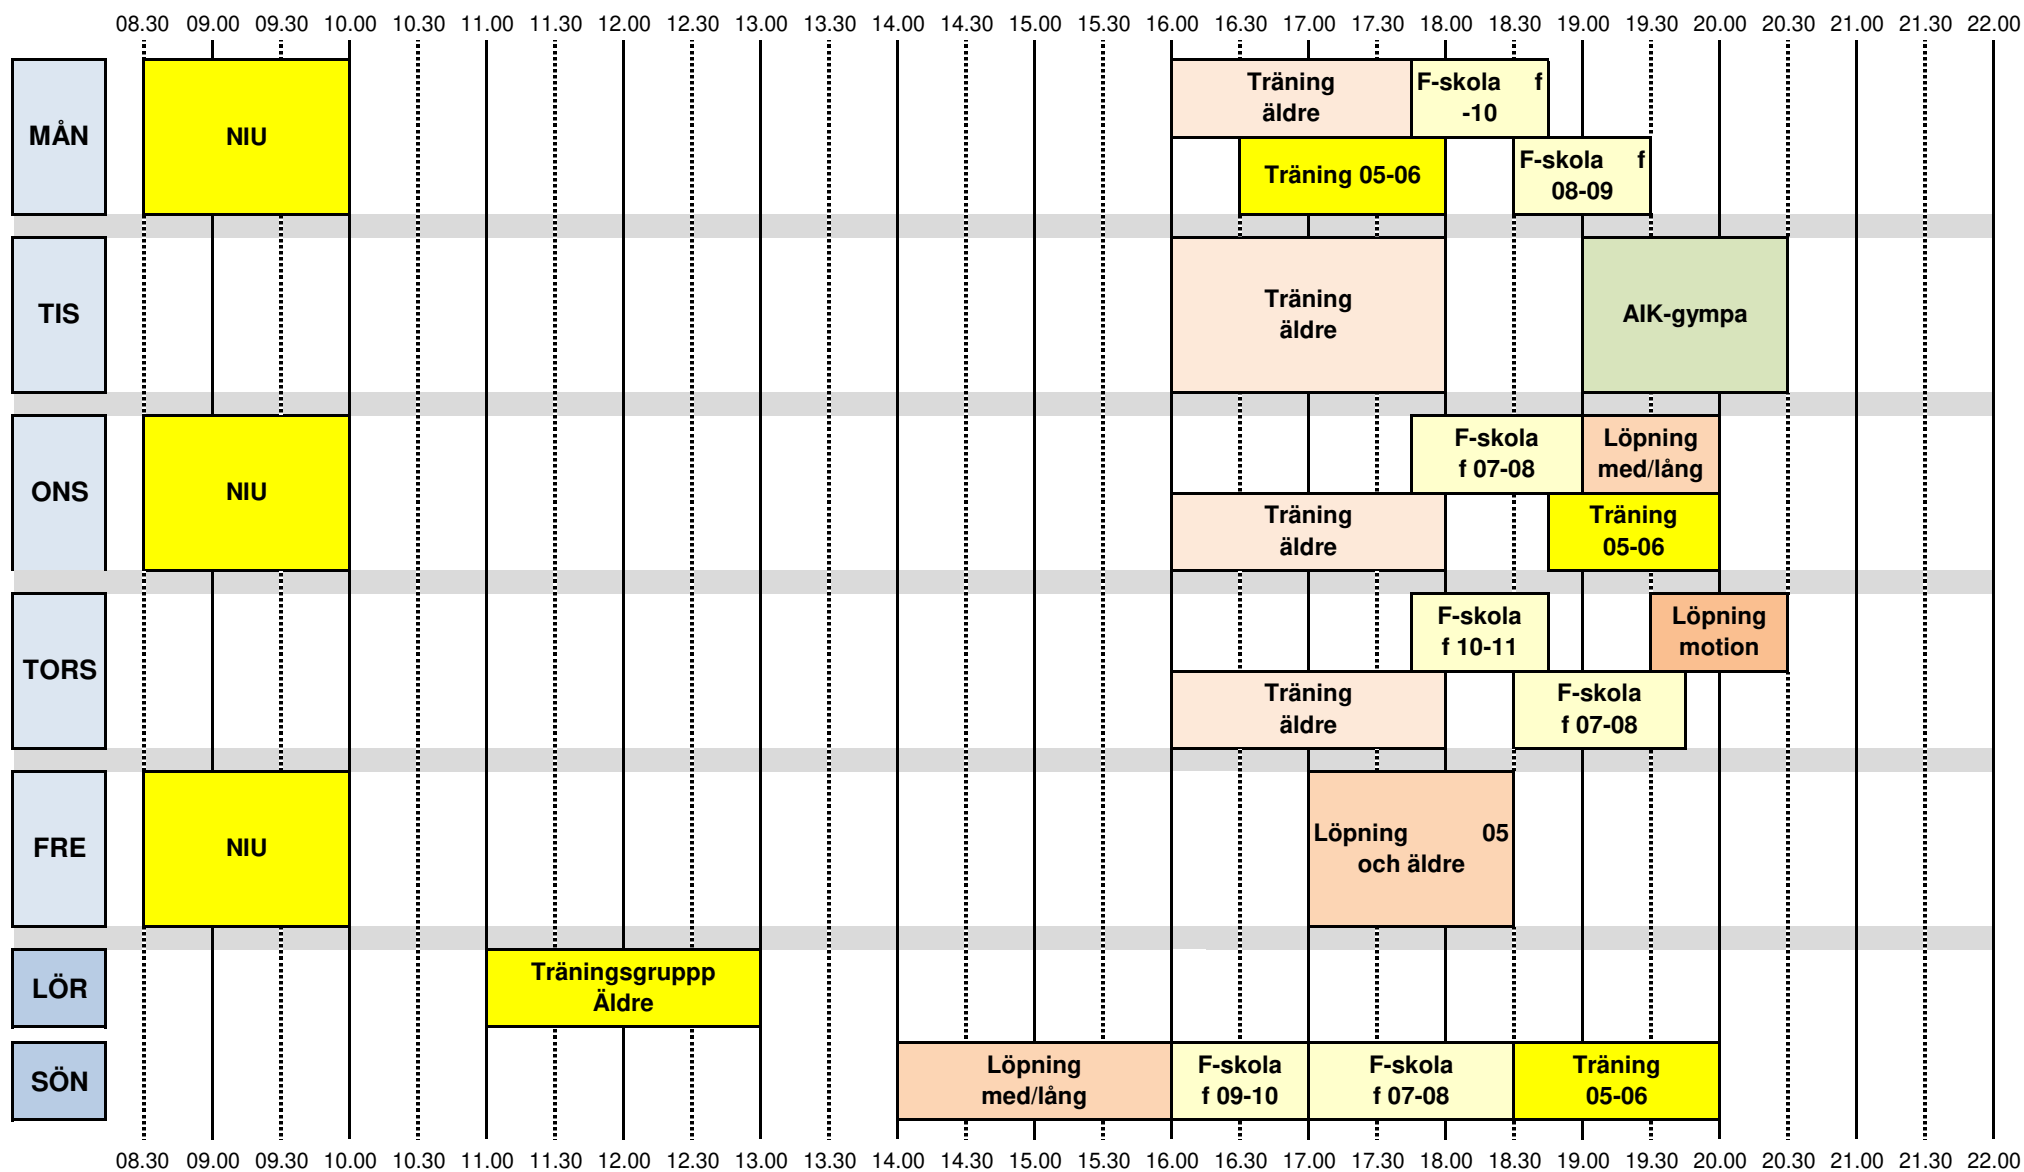 08.30 09.00 09.30 10.00 10.30 11.00 11.30 12.00 12.30 13.00 13.30 14.00 14.30 15.00 15.30 16.00 16.30 17.00 17.30 18.00 18.30 19.00 19.30 20.00 20.30 21.00 21.30 22.00
MÅN
NIU
Träning
äldre
F-skola f
-10
Träning 05-06
F-skola f
08-09
TIS
Träning
äldre
AIK-gympa
ONS
NIU
F-skola
f 07-08
Löpning
med/lång
Träning
äldre
Träning
05-06
TORS
F-skola
f 10-11
Löpning
motion
Träning
äldre
F-skola
f 07-08
FRE
NIU
Löpning 05
och äldre
LÖR
Träningsgruppp
Äldre
SÖN
Löpning
med/lång
F-skola
f 09-10
F-skola
f 07-08
Träning
05-06
08.30 09.00 09.30 10.00 10.30 11.00 11.30 12.00 12.30 13.00 13.30 14.00 14.30 15.00 15.30 16.00 16.30 17.00 17.30 18.00 18.30 19.00 19.30 20.00 20.30 21.00 21.30 22.00